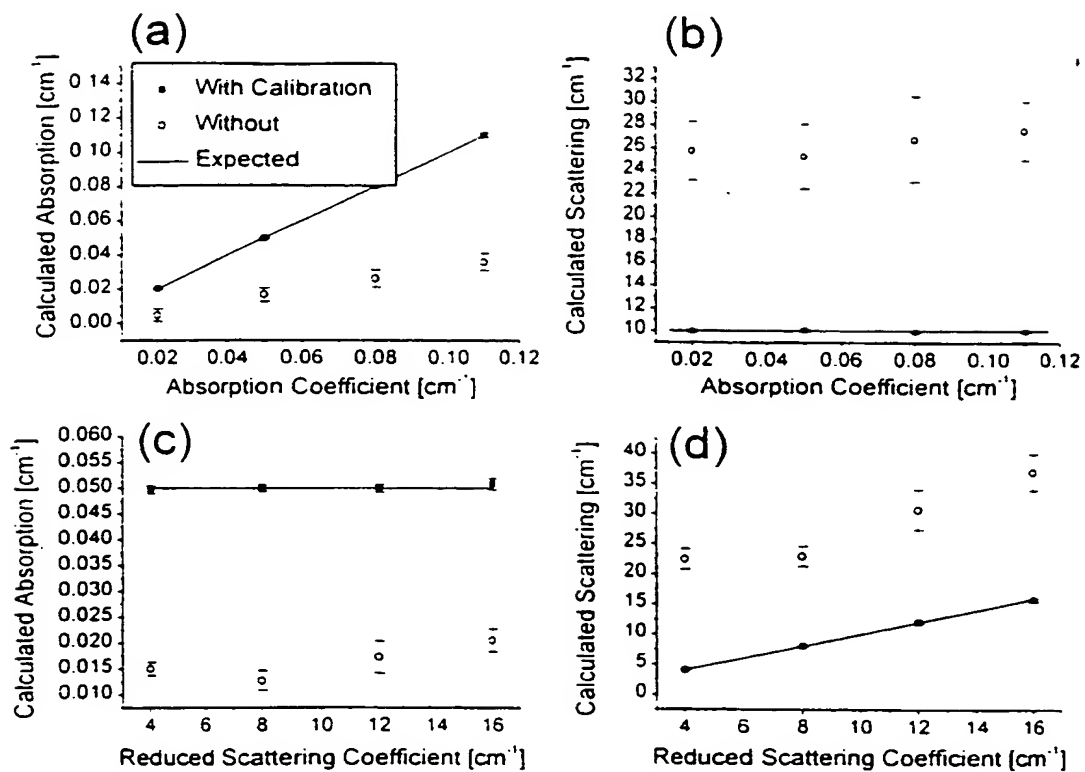 (a)
Calculated Absorption [cm⁻¹]
0 14
0 12
0 10
0 08
0 06
0.04
0 02
0.00
With Calibration
Without
Expected
0.02 0.04 0.06 0.08 0.10 0.12
Absorption Coefficient [cm⁻¹]
(b)
Calculated Scattering [cm⁻¹]
32
30
28
26
24
22
20
18
16
14
12
10
0.02 0.04 0.06 0.08 0.10 0.12
Absorption Coefficient [cm⁻¹]
(c)
Calculated Absorption [cm⁻¹]
0.060
0.055
0.050
0.045
0.040
0.035
0.030
0.025
0.020
0.015
0.010
4 6 8 10 12 14 16
Reduced Scattering Coefficient [cm⁻¹]
(d)
Calculated Scattering [cm⁻¹]
40
35
30
25
20
15
10
5
0
4 6 8 10 12 14 16
Reduced Scattering Coefficient [cm⁻¹]